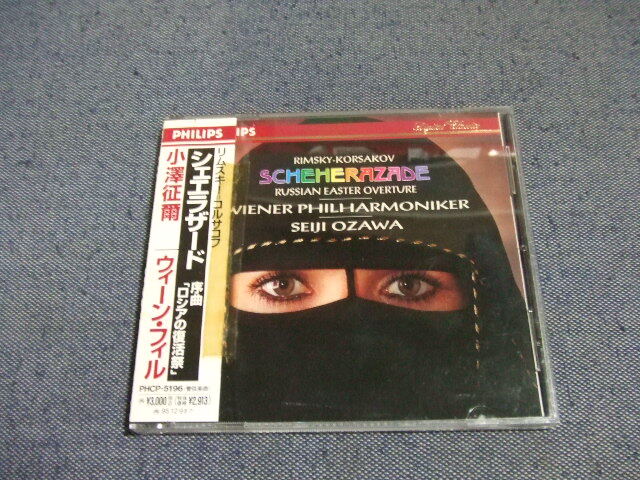 PHILIPS
リムスキー=コルサコフ
シェエラザード
序曲「ロシアの復活祭」
小澤征爾
ウィーン・フィル
PHCP-5196
¥3,000
¥2,913
RIMSKY-KORSAKOV
SCHEHERAZADE
RUSSIAN EASTER OVERTURE
WIENER PHILHARMONIKER
SEIJI OZAWA